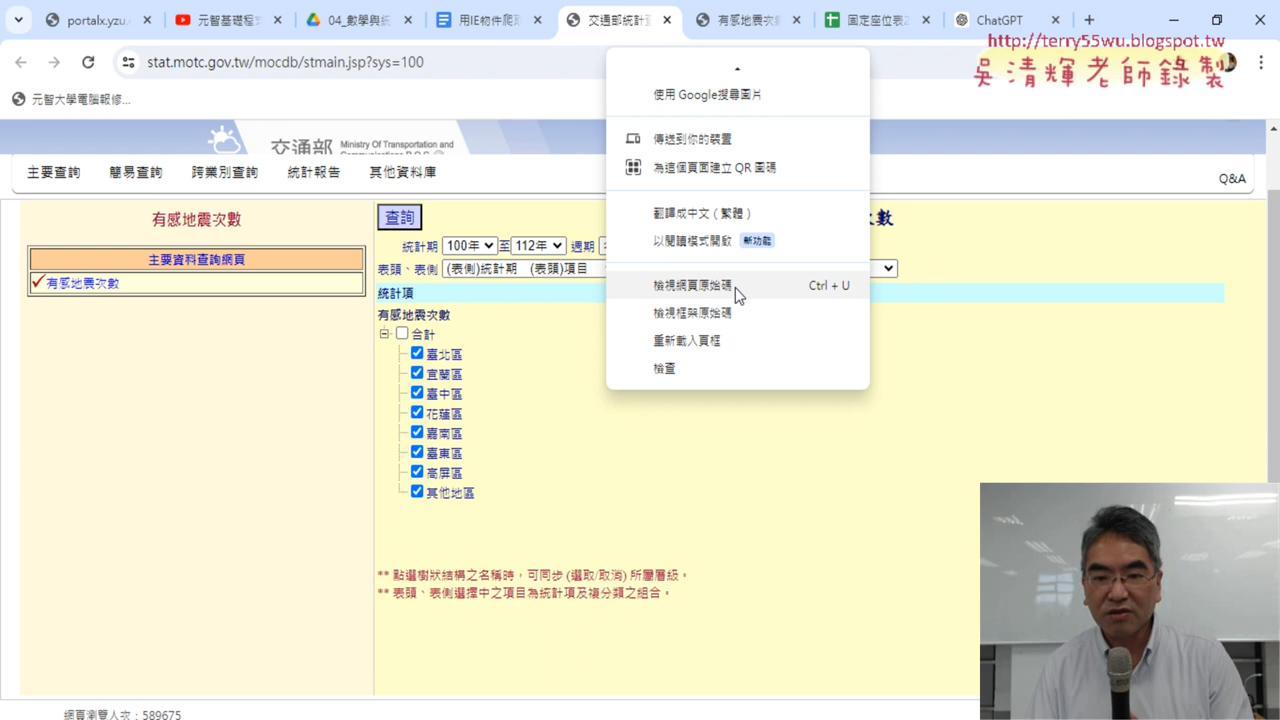 portalx.yzu.
元智基礎程式
04_數學與統
用IE物件爬
交通部統計
有感地震次
固定座位表
ChatGPT
http://terry55wu.blogspot.tw
吳清輝老師錄製
stat.motc.gov.tw/mocdb/stmain.jsp?sys=100
元智大學電腦報修...
交通部 Ministry Of Transportation and
主要查詢 簡易查詢 跨業別查詢 統計報告 其他資料庫 Q&A
有感地震次數
主要資料查詢網頁
有感地震次數
查詢
數
統計期 100年 至 112年 週期
表頭、表側 (表側)統計期 (表頭)項目
統計項
有感地震次數
合計
臺北區
宜蘭區
臺中區
花蓮區
嘉南區
臺東區
高屏區
其他地區
** 點選樹狀結構之名稱時，可同步 (選取/取消) 所屬層級。
** 表頭、表側選擇中之項目為統計項及複分類之組合。
使用 Google搜尋圖片
傳送到你的裝置
為這個頁面建立 QR 圖碼
翻譯成中文 ( 繁體 )
以閱讀模式開啟 新功能
檢視網頁原始碼 Ctrl + U
檢視框架原始碼
重新載入頁框
檢查
網頁瀏覽人次：589675